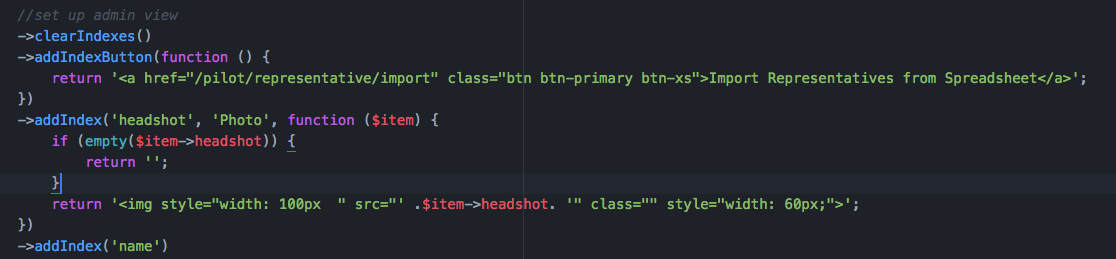 //set up admin view
->clearIndexes()
->addIndexButton(function () {
    return '<a href="/pilot/representative/import" class="btn btn-primary btn-xs">Import Representatives from Spreadsheet</a>';
})
->addIndex('headshot', 'Photo', function ($item) {
    if (empty($item->headshot)) {
        return '';
    }
    return '<img style="width: 100px  " src="' .$item->headshot. '" class="" style="width: 60px;">';
})
->addIndex('name')